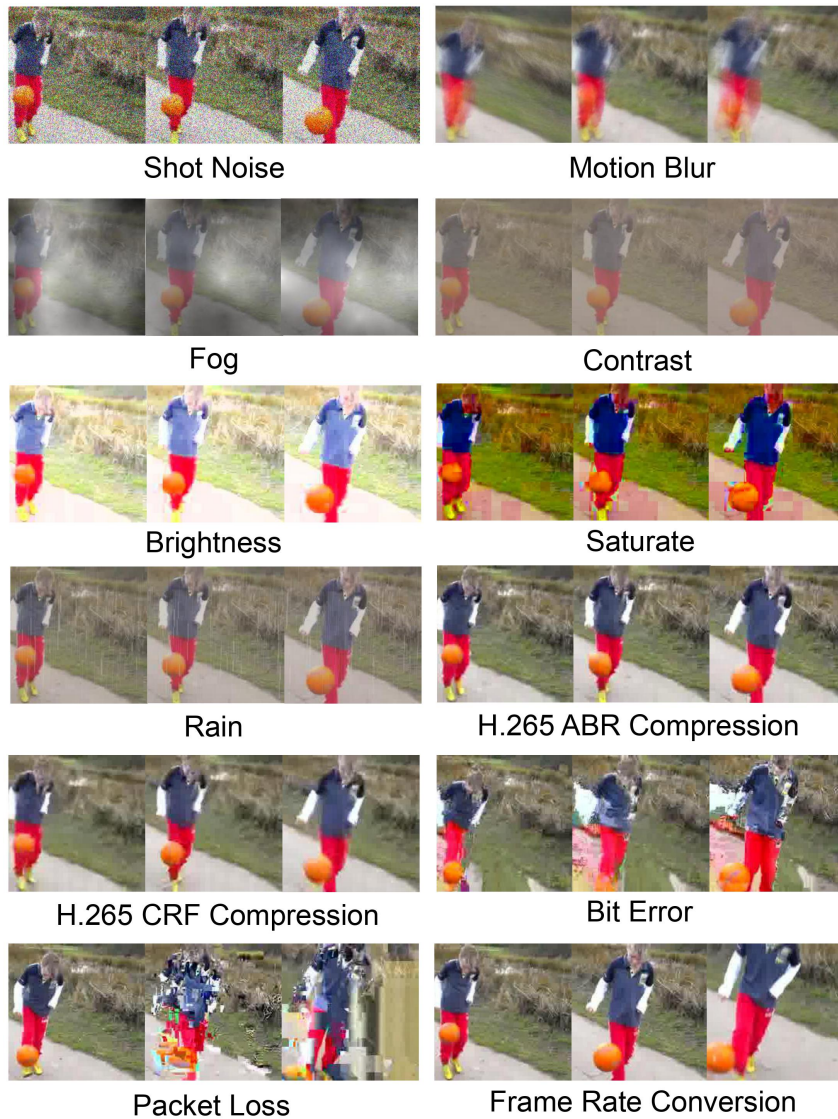 Shot Noise
Motion Blur
Fog
Contrast
Brightness
Saturate
Rain
H.265 ABR Compression
H.265 CRF Compression
Bit Error
Packet Loss
Frame Rate Conversion